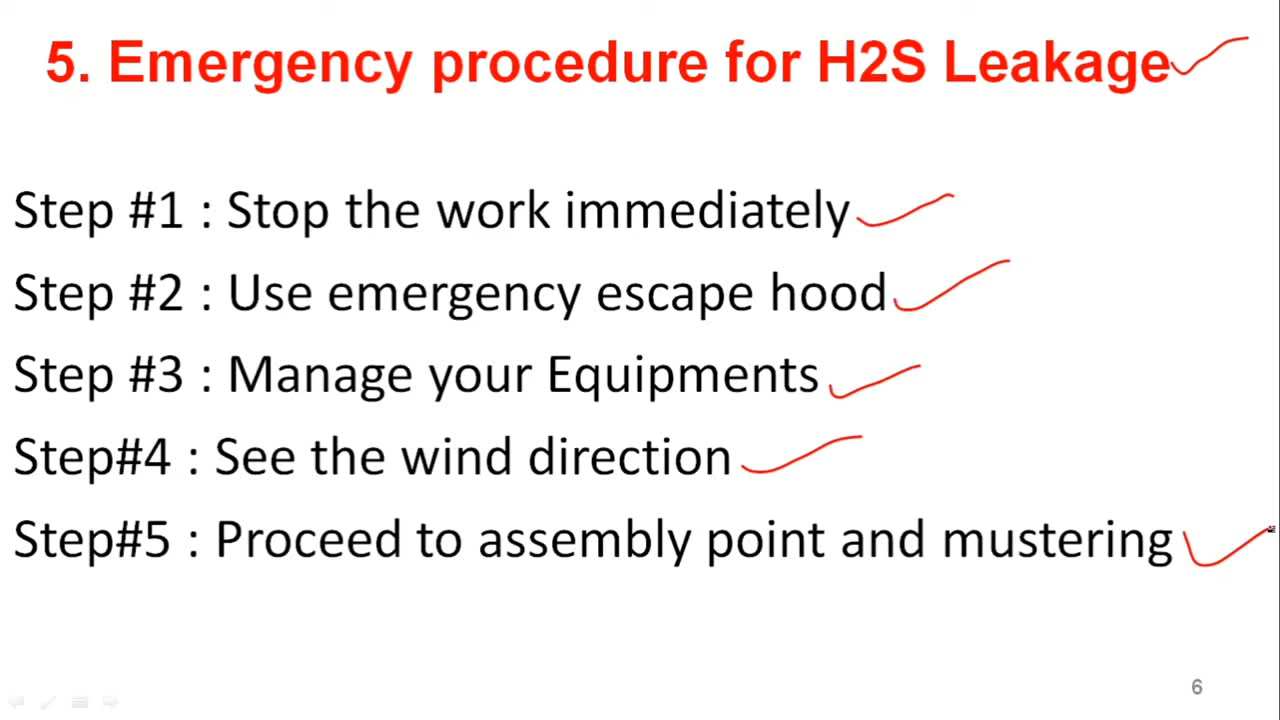 5. Emergency procedure for H2S Leakage
Step #1 : Stop the work immediately
Step #2 : Use emergency escape hood
Step #3 : Manage your Equipments
Step#4 : See the wind direction
Step#5 : Proceed to assembly point and mustering
6